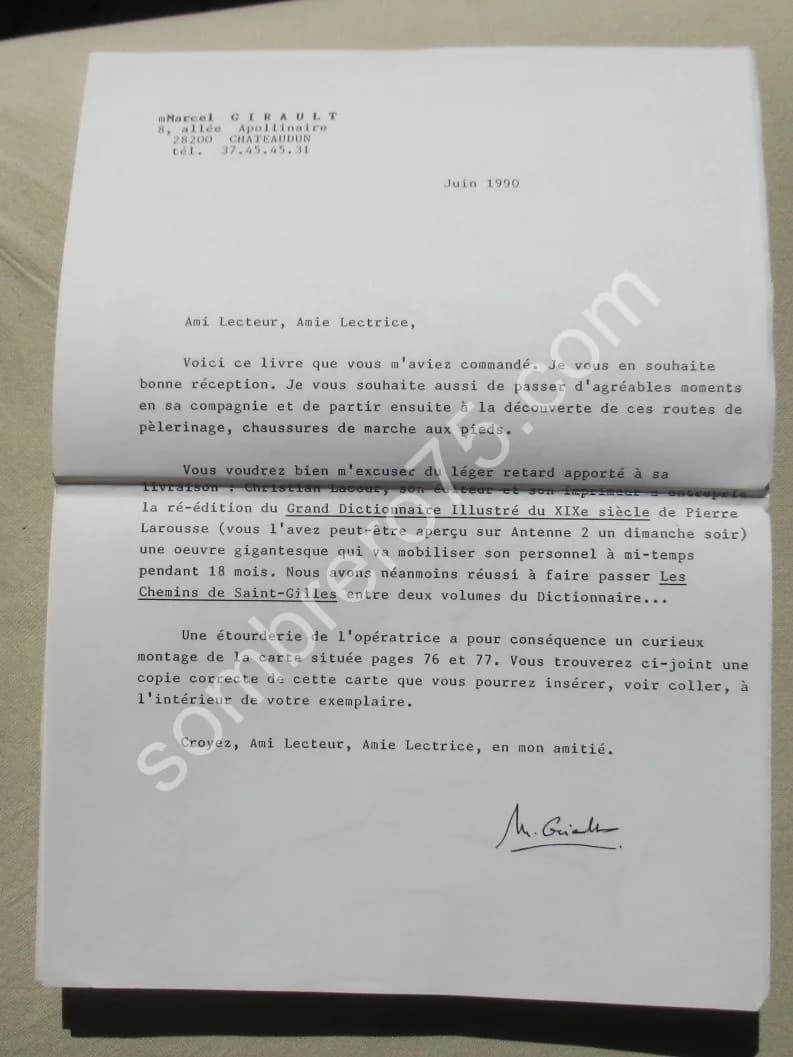 mMarcel GIRAULT
8, allée Apollinaire
28200 CHATEAUDUN
tél. 37.45.45.31
Juin 1990
Ami Lecteur, Amie Lectrice,
Voici ce livre que vous m'aviez commandé. Je vous en souhaite
bonne réception. Je vous souhaite aussi de passer d'agréables moments
en sa compagnie et de partir ensuite à la découverte de ces routes de
pèlerinage, chaussures de marche aux pieds.
Vous voudrez bien m'excuser du léger retard apporté à sa
livraison : Christian Lacour, son éditeur et son imprimeur a entrepris
la ré-édition du Grand Dictionnaire Illustré du XIXe siècle de Pierre
Larousse (vous l'avez peut-être aperçu sur Antenne 2 un dimanche soir)
une oeuvre gigantesque qui va mobiliser son personnel à mi-temps
pendant 18 mois. Nous avons néanmoins réussi à faire passer Les
Chemins de Saint-Gilles entre deux volumes du Dictionnaire...
Une étourderie de l'opératrice a pour conséquence un curieux
montage de la carte située pages 76 et 77. Vous trouverez ci-joint une
copie correcte de cette carte que vous pourrez insérer, voir coller, à
l'intérieur de votre exemplaire.
Croyez, Ami Lecteur, Amie Lectrice, en mon amitié.
M. Girault
sombrero75.com